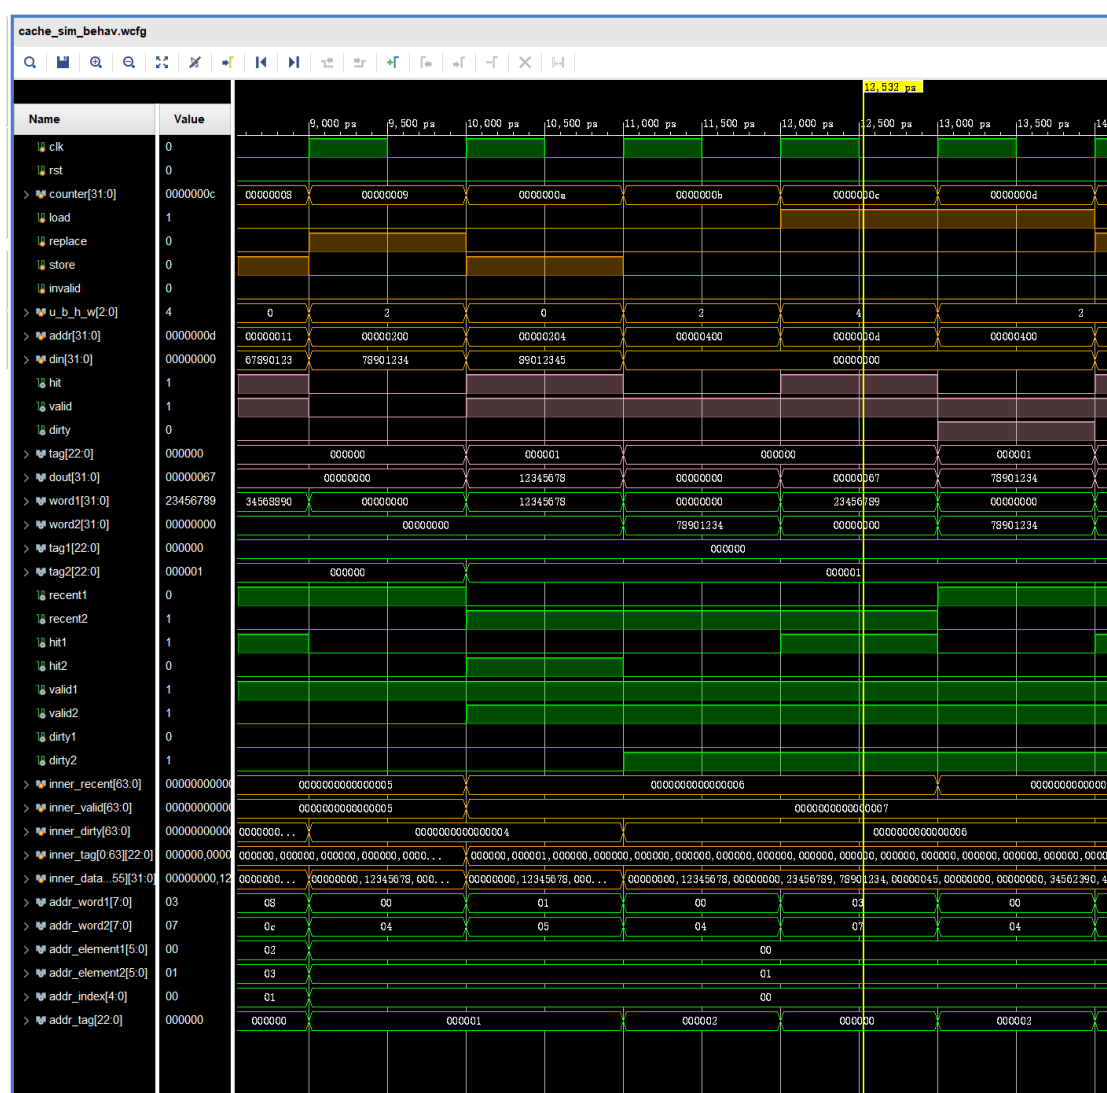 cache_sim_behav.wcfg
12,532 ps
Name Value 9,000 ps 9,500 ps 10,000 ps 10,500 ps 11,000 ps 11,500 ps 12,000 ps 12,500 ps 13,000 ps 13,500 ps 14
clk 0
rst 0
counter[31:0] 0000000c 00000008 00000009 0000000a 0000000b 0000000c 0000000d
load 1
replace 0
store 0
invalid 0
u_b_h_w[2:0] 4 0 2 0 2 4 2
addr[31:0] 0000000d 00000011 00000200 00000204 00000400 0000000d 00000400
din[31:0] 00000000 67890123 78901234 89012345 00000000
hit 1
valid 1
dirty 0
tag[22:0] 000000 000000 000001 000000 000001
dout[31:0] 00000067 00000000 12345678 00000000 00000067 78901234
word1[31:0] 23456789 34568890 00000000 12345678 00000000 23456789 00000000
word2[31:0] 00000000 00000000 78901234 00000000 78901234
tag1[22:0] 000000 000000
tag2[22:0] 000001 000000 000001
recent1 0
recent2 1
hit1 1
hit2 0
valid1 1
valid2 1
dirty1 0
dirty2 1
inner_recent[63:0] 00000000000 0000000000000005 0000000000000006 0000000000000
inner_valid[63:0] 00000000000 0000000000000005 0000000000000007
inner_dirty[63:0] 00000000000 0000000... 0000000000000004 0000000000000006
inner_tag[0:63][22:0] 000000,0000 000000,000000,000000,000000,0000... 000000,000001,000000,000000,000000,000000,000000,000000,000000,000000,000000,000000,000000,000000,0000
inner_data...55][31:0] 00000000,12 0000000... 00000000,12345678,000... 00000000,12345678,000... 00000000,12345678,00000000,23456789,78901234,00000045,00000000,00000000,34562390,4
addr_word1[7:0] 03 08 00 01 00 03 00
addr_word2[7:0] 07 0c 04 05 04 07 04
addr_element1[5:0] 00 02 00
addr_element2[5:0] 01 03 01
addr_index[4:0] 00 01 00
addr_tag[22:0] 000000 000000 000001 000002 000000 000002